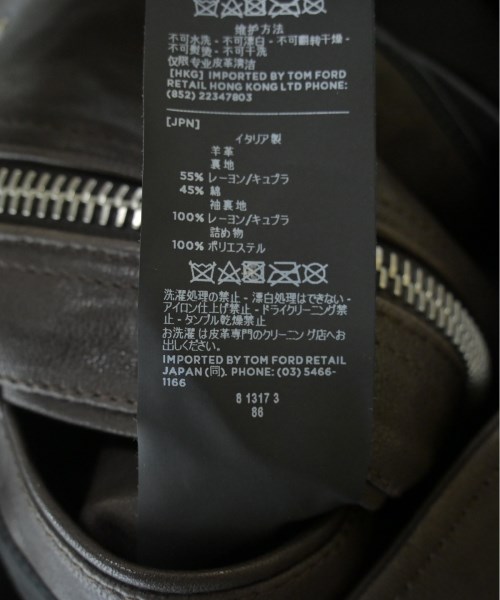 维护方法
不可水洗 - 不可漂白 - 不可翻转干燥 -
不可熨烫 - 不可干洗
仅限专业皮革清洁
[HKG] IMPORTED BY TOM FORD
RETAIL HONG KONG LTD PHONE:
(852) 22347803
[JPN]
イタリア製
羊革
裏地
55% レーヨン/キュプラ
45% 綿
袖裏地
100% レーヨン/キュプラ
詰め物
100% ポリエステル
洗濯処理の禁止 - 漂白処理はできない -
アイロン仕上げ禁止 - ドライクリーニング禁止
- タンブル乾燥禁止
お洗濯は皮革専門のクリーニング店へお
出しください。
IMPORTED BY TOM FORD RETAIL
JAPAN (同). PHONE: (03) 5466-
1166
8 1317 3
86